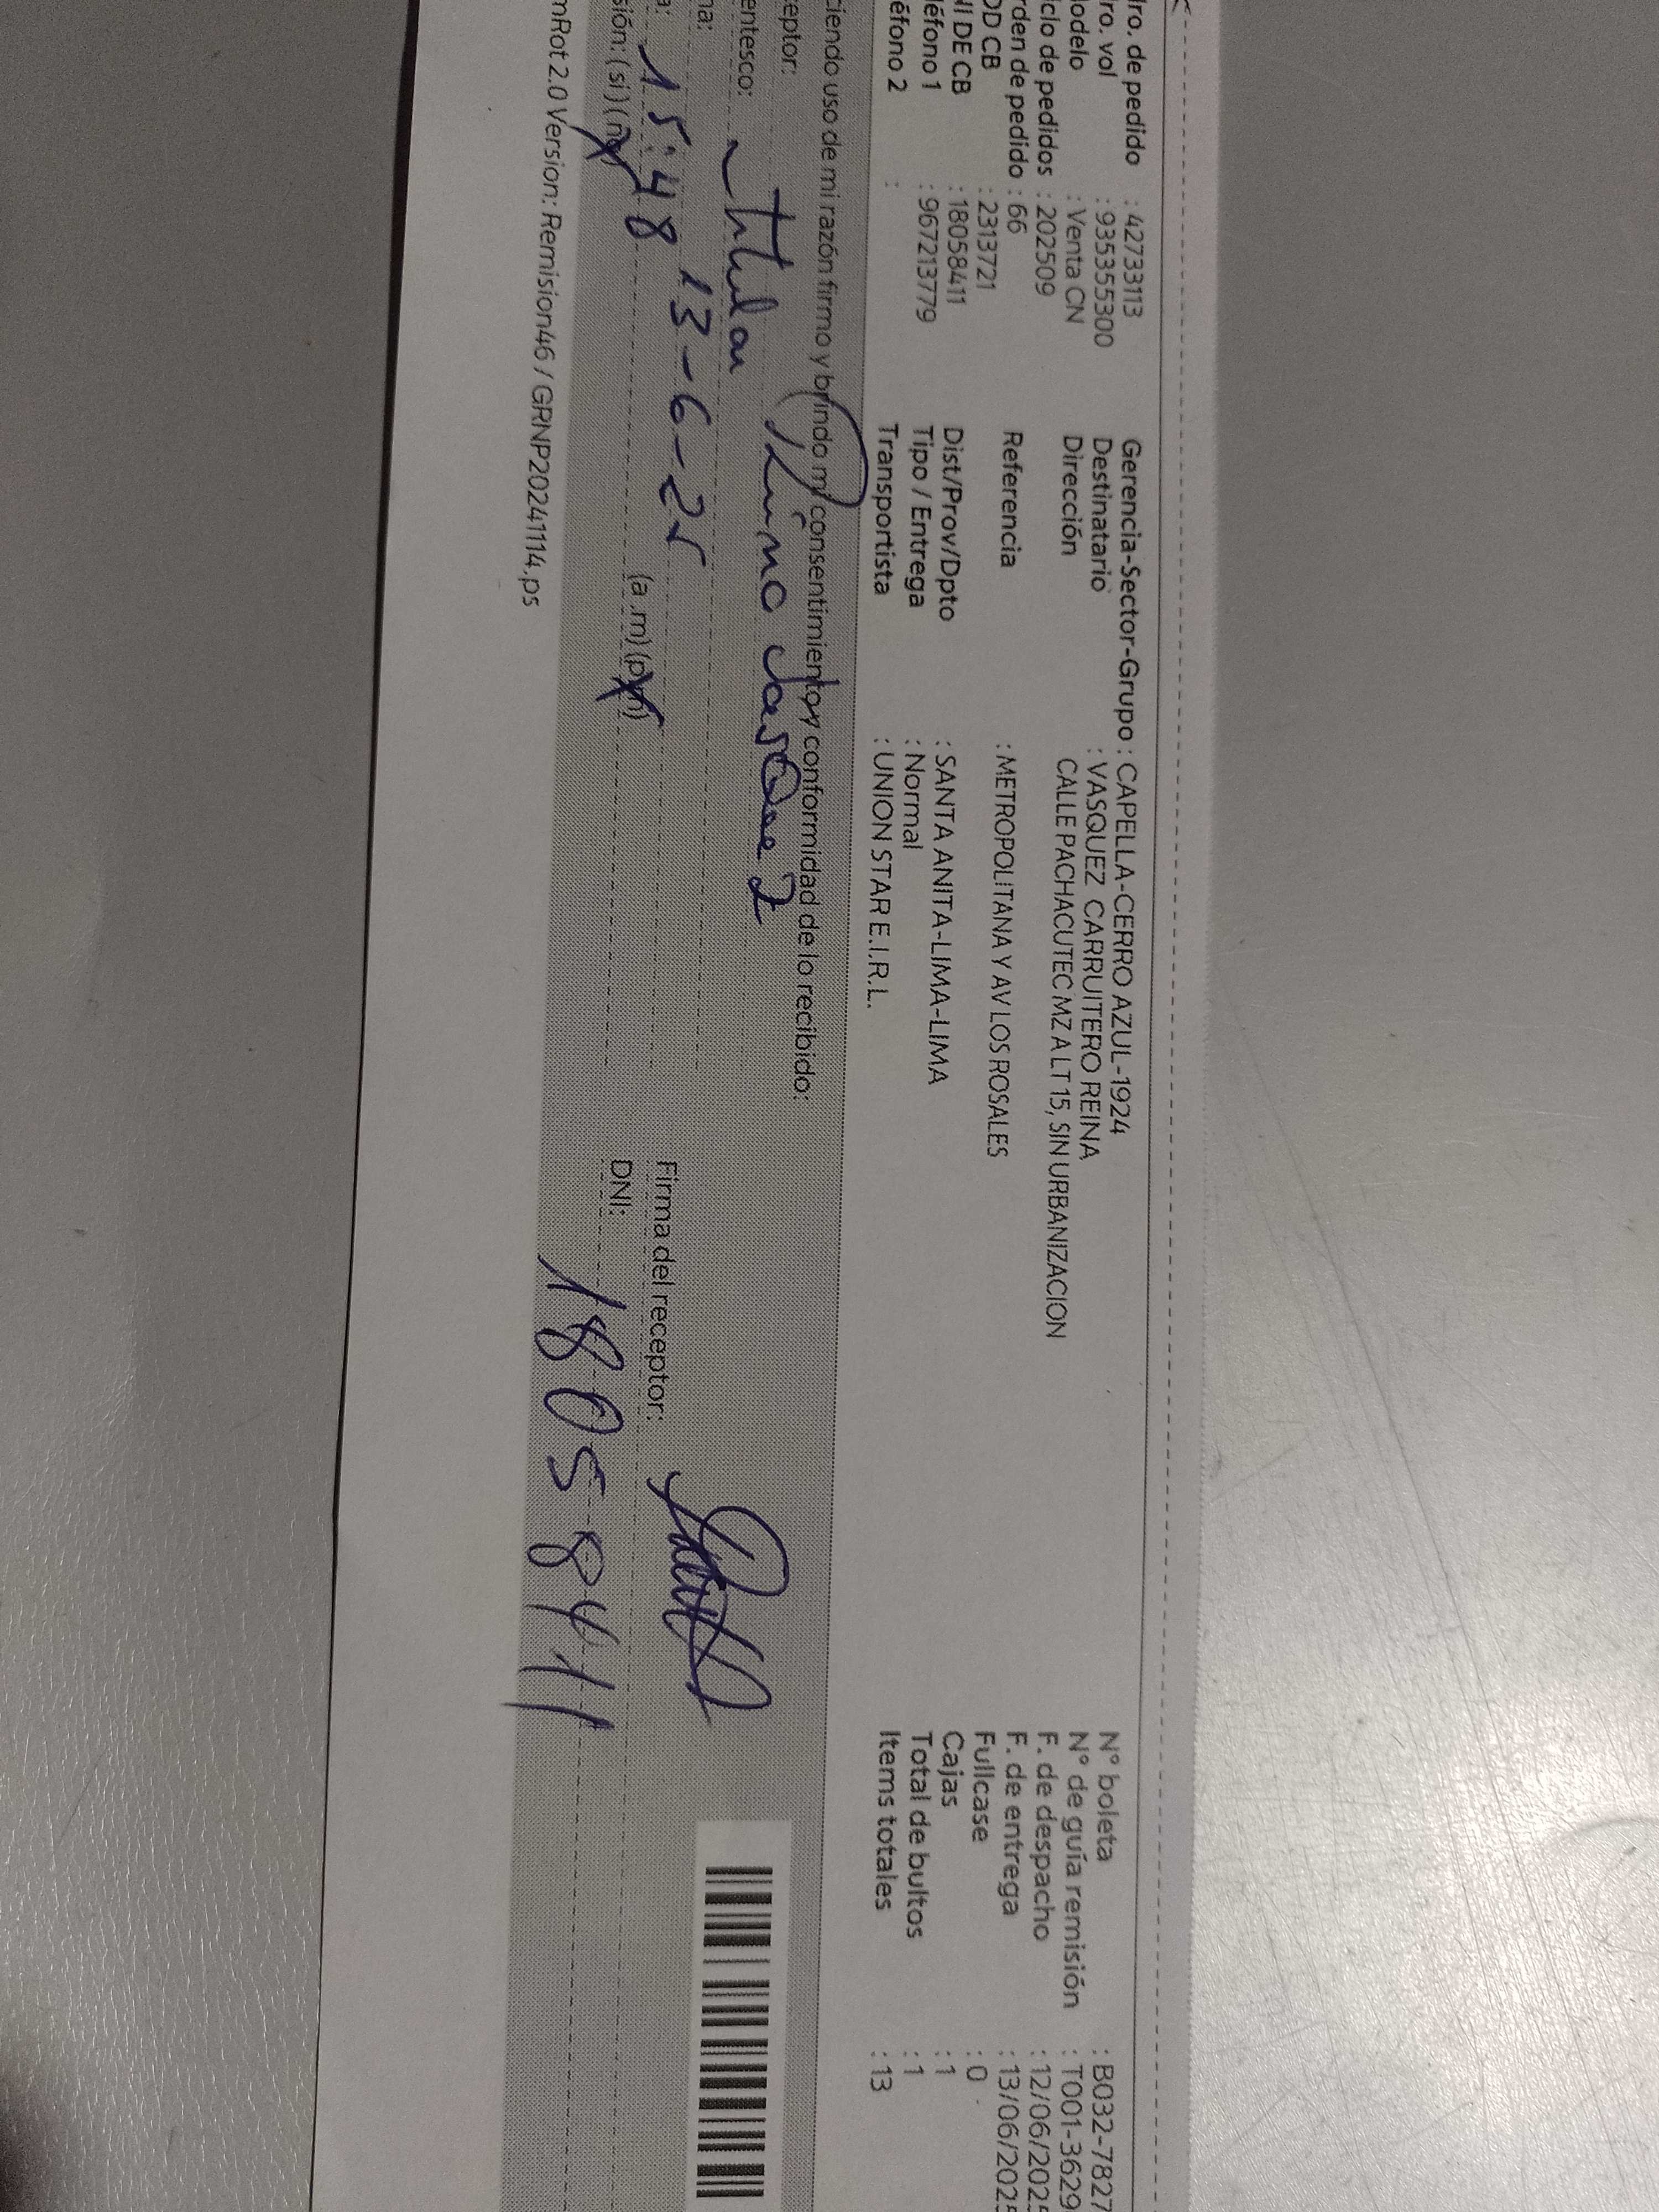 ro. de pedido : 42733113
ro. vol : 935355300
odelo : Venta CN
iclo de pedidos : 202509
rden de pedido : 66
OD CB : 2313721
NI DE CB : 18058411
léfono 1 : 967213779
éfono 2 :
Gerencia-Sector-Grupo : CAPELLA-CERRO AZUL-1924
Destinatario : VASQUEZ CARRUITERO REINA
Dirección CALLE PACHACUTEC MZ A LT 15, SIN URBANIZACION
Referencia : METROPOLITANA Y AV LOS ROSALES
Dist/Prov/Dpto : SANTA ANITA-LIMA-LIMA
Tipo / Entrega : Normal
Transportista : UNION STAR E.I.R.L.
N° boleta : B032-7827
N° de guía remisión : T001-3629
F. de despacho : 12/06/2025
F. de entrega : 13/06/2025
Fullcase : 0
Cajas : 1
Total de bultos : 1
Items totales : 13
ciendo uso de mi razón firmo y brindo mi consentimiento y conformidad de lo recibido:
eptor:
entesco: titular
ha: 13-6-25
a: 15:48 (a.m) (p.m)
sión: (si) (no)
Firma del receptor:
DNI: 18058411
mRot 2.0 Version: Remision46 / GRNP20241114.ps